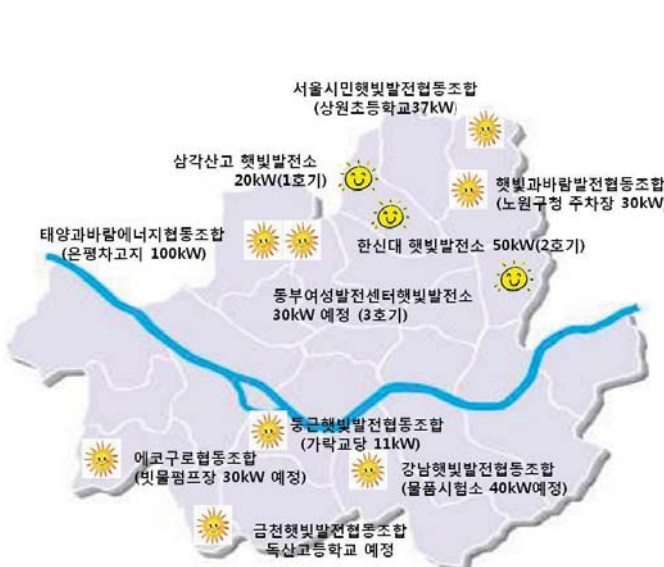 서울시민햇빛발전협동조합
(상원초등학교37kW)
삼각산고 햇빛발전소
20kW(1호기)
햇빛과바람발전협동조합
(노원구청 주차장 30kW
태양과바람에너지협동조합
(은평차고지 100kW)
한신대 햇빛발전소 50kW(2호기)
동부여성발전센터햇빛발전소
30kW 예정 (3호기)
둥근햇빛발전협동조합
(가락교당 11kW)
에코구로협동조합
(빗물펌프장 30kW 예정)
강남햇빛발전협동조합
(물품시험소 40kW예정)
금천햇빛발전협동조합
독산고등학교 예정